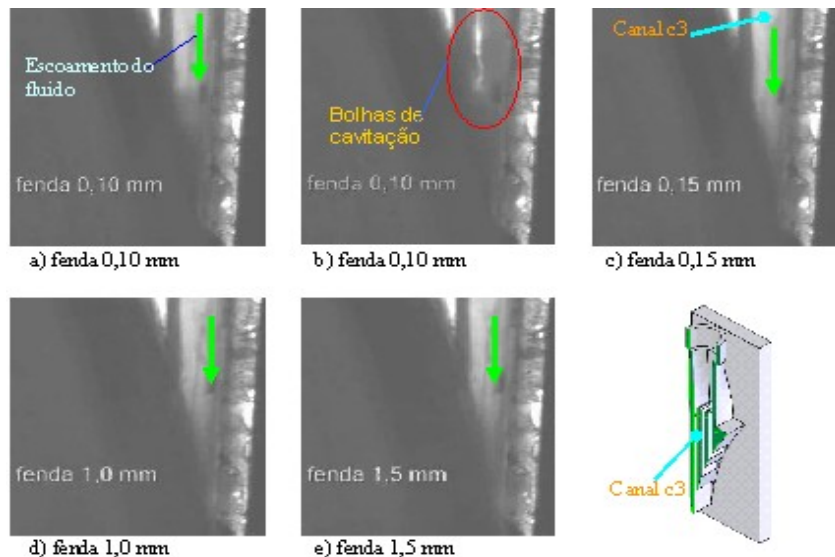 Escoamento do
fluido
fenda 0,10 mm
a) fenda 0,10 mm
Bolhas de
cavitação
fenda 0,10 mm
b) fenda 0,10 mm
Canal c3
fenda 0,15 mm
c) fenda 0,15 mm
fenda 1,0 mm
d) fenda 1,0 mm
fenda 1,5 mm
e) fenda 1,5 mm
Canal c3